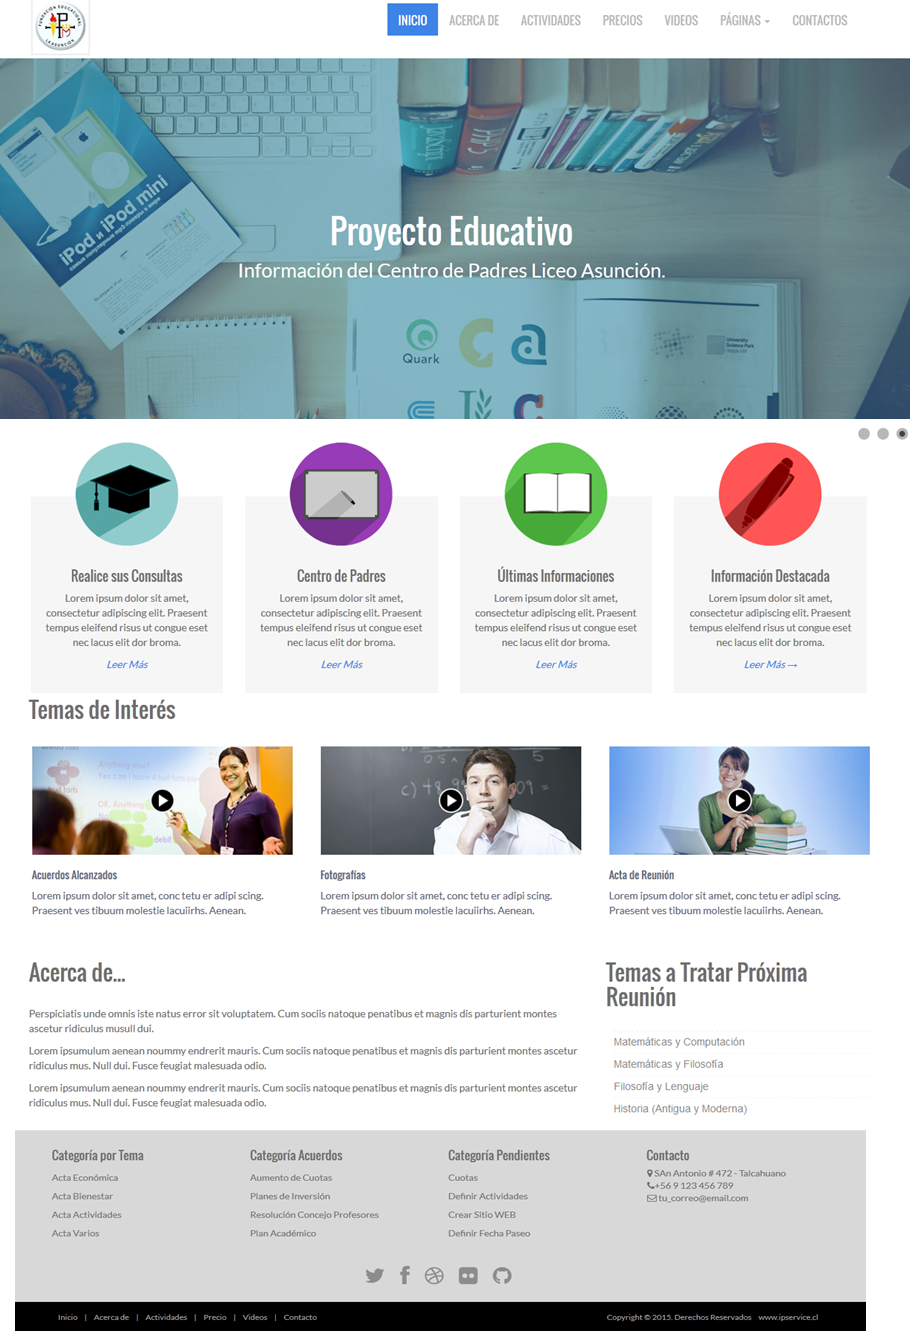 FUNDACIÓN EDUCACIONAL
LA ASUNCIÓN
INICIO ACERCA DE ACTIVIDADES PRECIOS VIDEOS PÁGINAS CONTACTOS
iPod и iPod mini
Proyecto Educativo
Información del Centro de Padres Liceo Asunción.
Quark
University
Science Park
Realice sus Consultas
Lorem ipsum dolor sit amet,
consectetur adipiscing elit. Praesent
tempus eleifend risus ut congue eset
nec lacus elit dor broma.
Leer Más
Centro de Padres
Lorem ipsum dolor sit amet,
consectetur adipiscing elit. Praesent
tempus eleifend risus ut congue eset
nec lacus elit dor broma.
Leer Más
Últimas Informaciones
Lorem ipsum dolor sit amet,
consectetur adipiscing elit. Praesent
tempus eleifend risus ut congue eset
nec lacus elit dor broma.
Leer Más
Información Destacada
Lorem ipsum dolor sit amet,
consectetur adipiscing elit. Praesent
tempus eleifend risus ut congue eset
nec lacus elit dor broma.
Leer Más →
Temas de Interés
Acuerdos Alcanzados
Lorem ipsum dolor sit amet, conc tetu er adipi scing.
Praesent ves tibuum molestie lacuiirhs. Aenean.
Fotografías
Lorem ipsum dolor sit amet, conc tetu er adipi scing.
Praesent ves tibuum molestie lacuiirhs. Aenean.
Acta de Reunión
Lorem ipsum dolor sit amet, conc tetu er adipi scing.
Praesent ves tibuum molestie lacuiirhs. Aenean.
Acerca de...
Perspiciatis unde omnis iste natus error sit voluptatem. Cum sociis natoque penatibus et magnis dis parturient montes
ascetur ridiculus musull dui.
Lorem ipsumulum aenean noummy endrerit mauris. Cum sociis natoque penatibus et magnis dis parturient montes ascetur
ridiculus mus. Null dui. Fusce feugiat malesuada odio.
Lorem ipsumulum aenean noummy endrerit mauris. Cum sociis natoque penatibus et magnis dis parturient montes ascetur
ridiculus mus. Null dui. Fusce feugiat malesuada odio.
Temas a Tratar Próxima
Reunión
Matemáticas y Computación
Matemáticas y Filosofía
Filosofía y Lenguaje
Historia (Antigua y Moderna)
Categoría por Tema
Acta Económica
Acta Bienestar
Acta Actividades
Acta Varios
Categoría Acuerdos
Aumento de Cuotas
Planes de Inversión
Resolución Concejo Profesores
Plan Académico
Categoría Pendientes
Cuotas
Definir Actividades
Crear Sitio WEB
Definir Fecha Paseo
Contacto
SAn Antonio # 472 - Talcahuano
+56 9 123 456 789
tu_correo@email.com
Inicio | Acerca de | Actividades | Precio | Videos | Contacto
Copyright © 2015. Derechos Reservados www.ipservice.cl